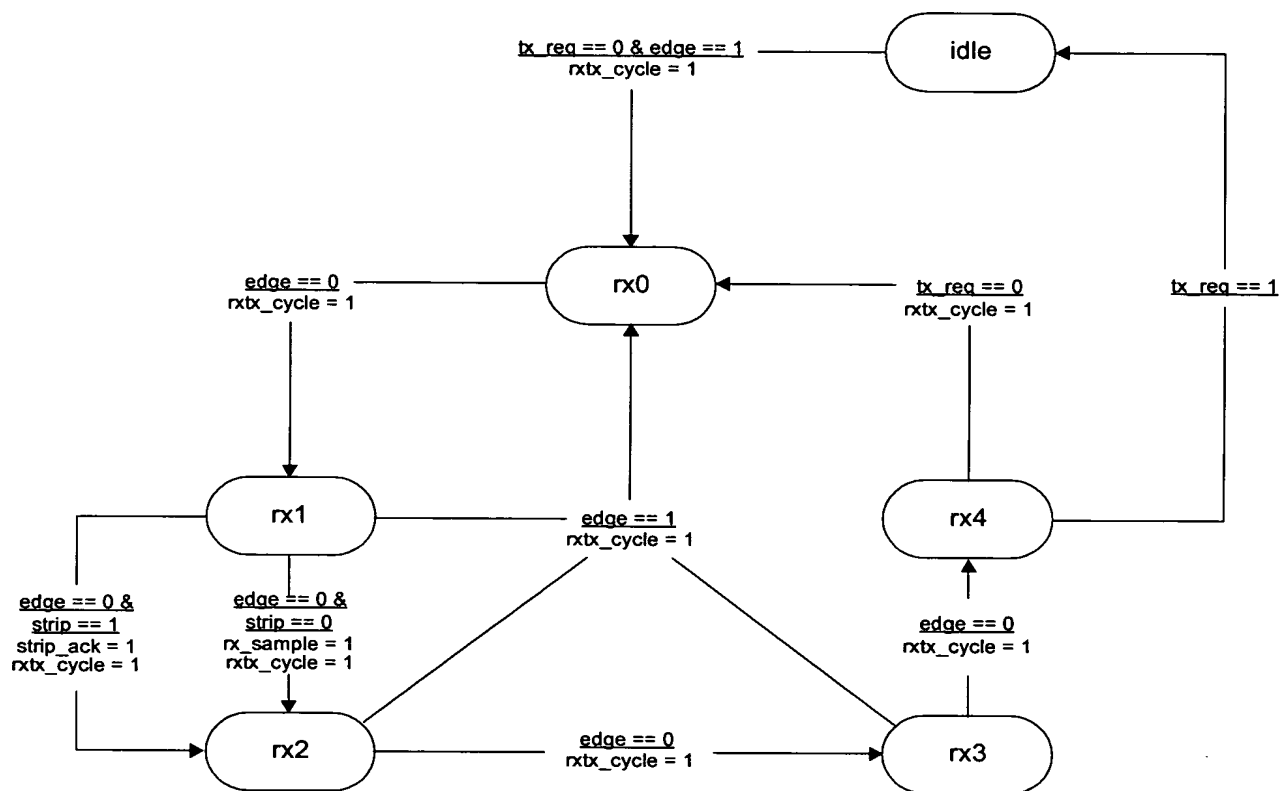 tx_req == 0 & edge == 1
rxtx_cycle = 1
idle
edge == 0
rxtx_cycle = 1
rx0
tx_req == 0
rxtx_cycle = 1
tx_req == 1
rx1
edge == 1
rxtx_cycle = 1
rx4
edge == 0 &
strip == 1
strip_ack = 1
rxtx_cycle = 1
edge == 0 &
strip == 0
rx_sample = 1
rxtx_cycle = 1
edge == 0
rxtx_cycle = 1
rx2
edge == 0
rxtx_cycle = 1
rx3